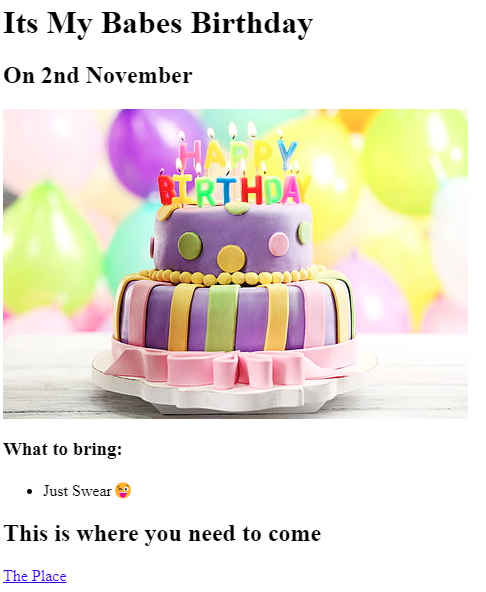 Its My Babes Birthday
On 2nd November
HAPPY
BIRTHDAY
What to bring:
Just Swear 😜
This is where you need to come
The Place